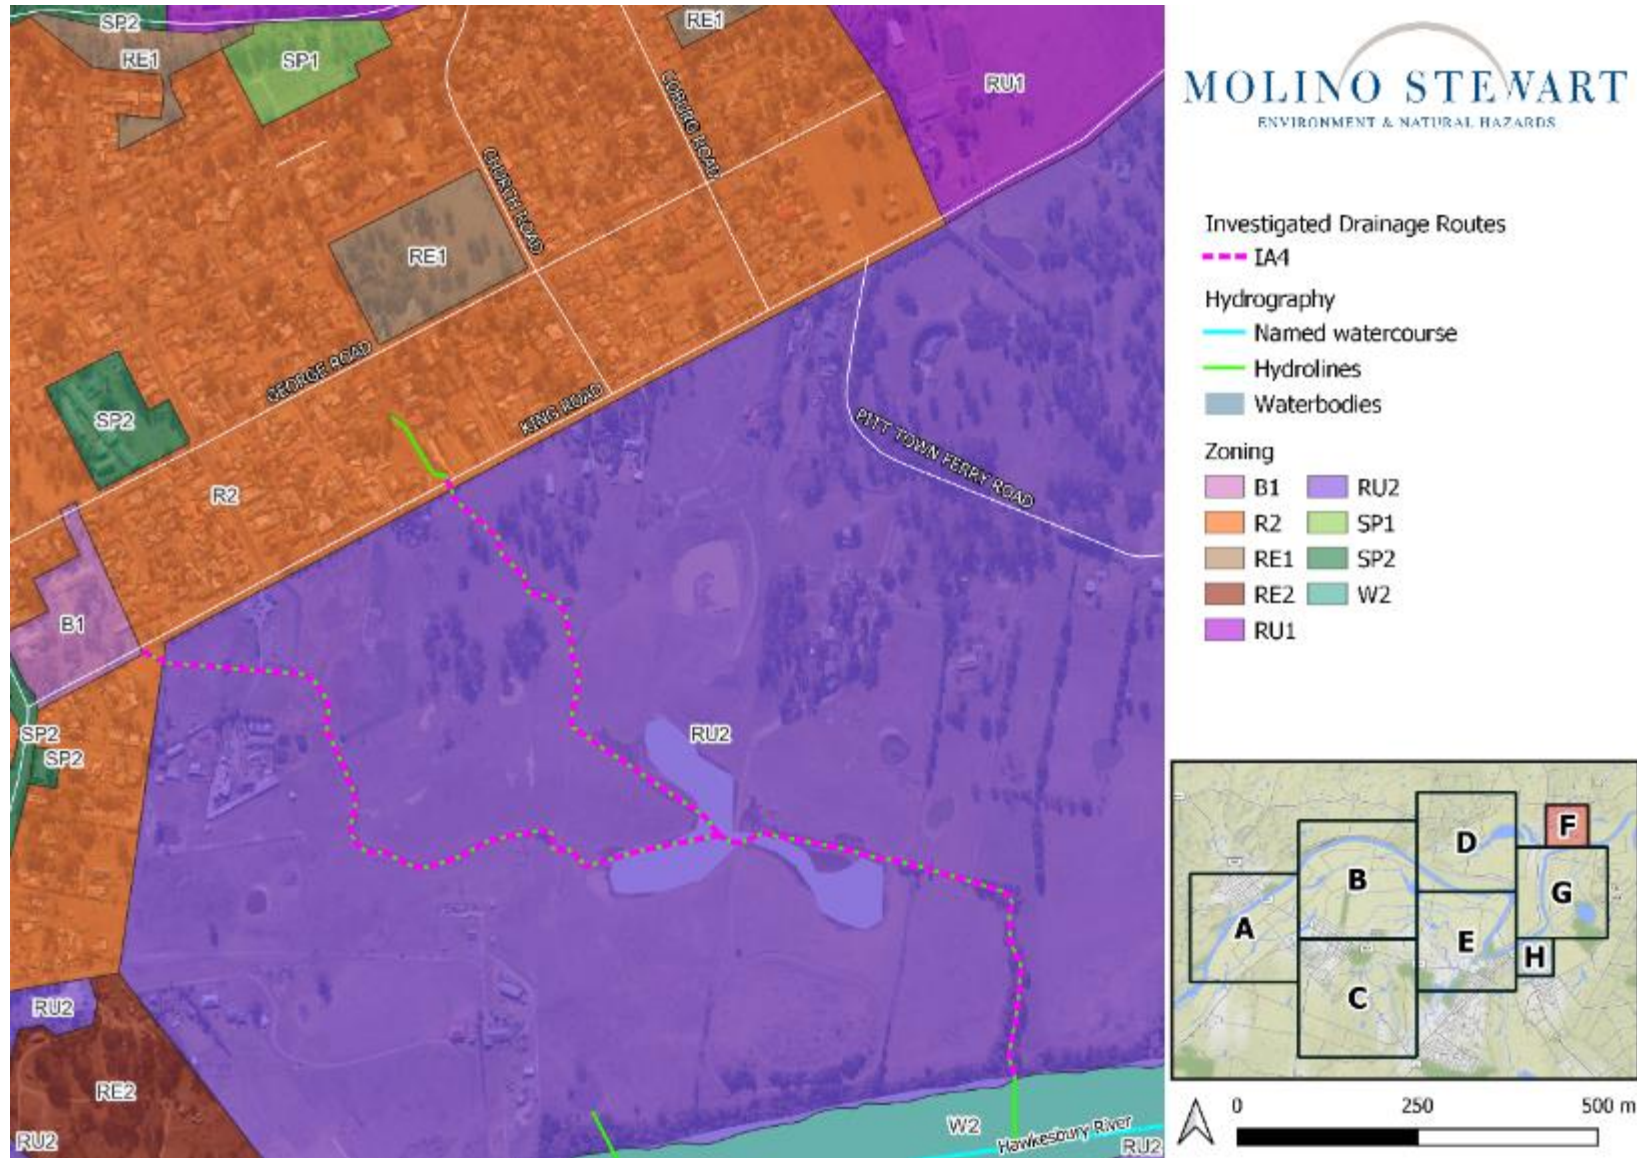 SP2
RE1
RE1
SP1
RU1
COBURG ROAD
CHURCH ROAD
RE1
GEORGE ROAD
KING ROAD
SP2
PITT TOWN FERRY ROAD
R2
B1
SP2
SP2
RU2
RU2
RE2
RU2
W2
Hawkesbury River
RU2
MOLINO STEWART
ENVIRONMENT & NATURAL HAZARDS
Investigated Drainage Routes
IA4
Hydrography
Named watercourse
Hydrolines
Waterbodies
Zoning
B1 RU2
R2 SP1
RE1 SP2
RE2 W2
RU1
D
F
B
G
A
E
H
C
0 250 500 m